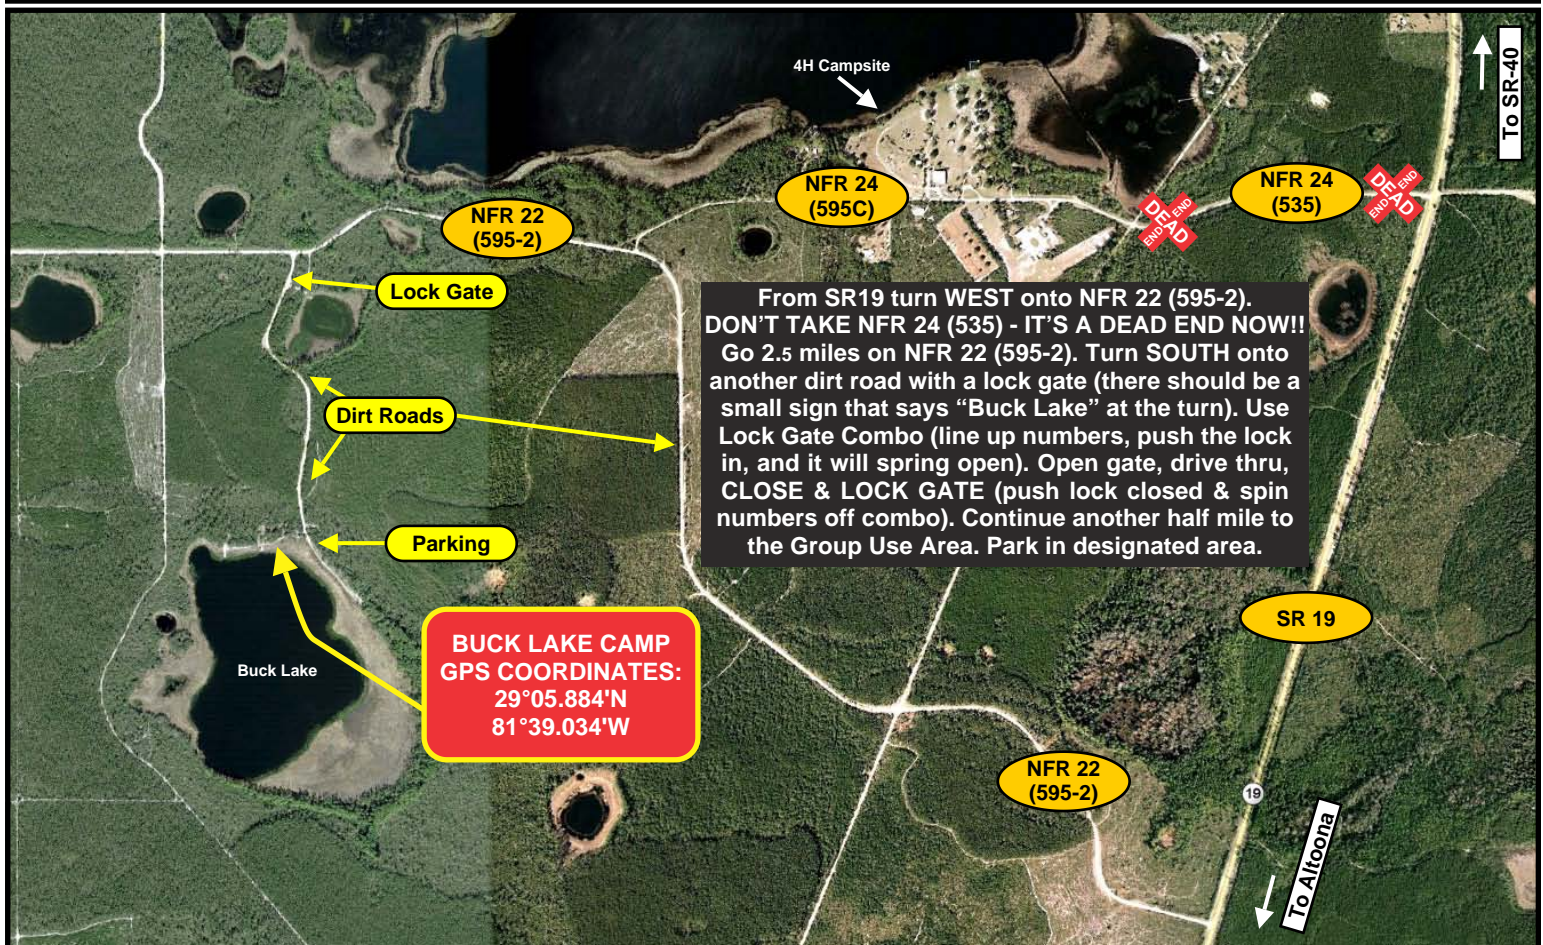 4H Campsite
To SR-40
NFR 24
(595C)
NFR 24
(535)
DEAD
END
END
DEAD
END
END
NFR 22
(595-2)
Lock Gate
From SR19 turn WEST onto NFR 22 (595-2).
DON'T TAKE NFR 24 (535) - IT'S A DEAD END NOW!!
Go 2.5 miles on NFR 22 (595-2). Turn SOUTH onto
another dirt road with a lock gate (there should be a
small sign that says “Buck Lake” at the turn). Use
Lock Gate Combo (line up numbers, push the lock
in, and it will spring open). Open gate, drive thru,
CLOSE & LOCK GATE (push lock closed & spin
numbers off combo). Continue another half mile to
the Group Use Area. Park in designated area.
Dirt Roads
Parking
SR 19
BUCK LAKE CAMP
GPS COORDINATES:
29°05.884'N
81°39.034'W
Buck Lake
NFR 22
(595-2)
19
To Altoona